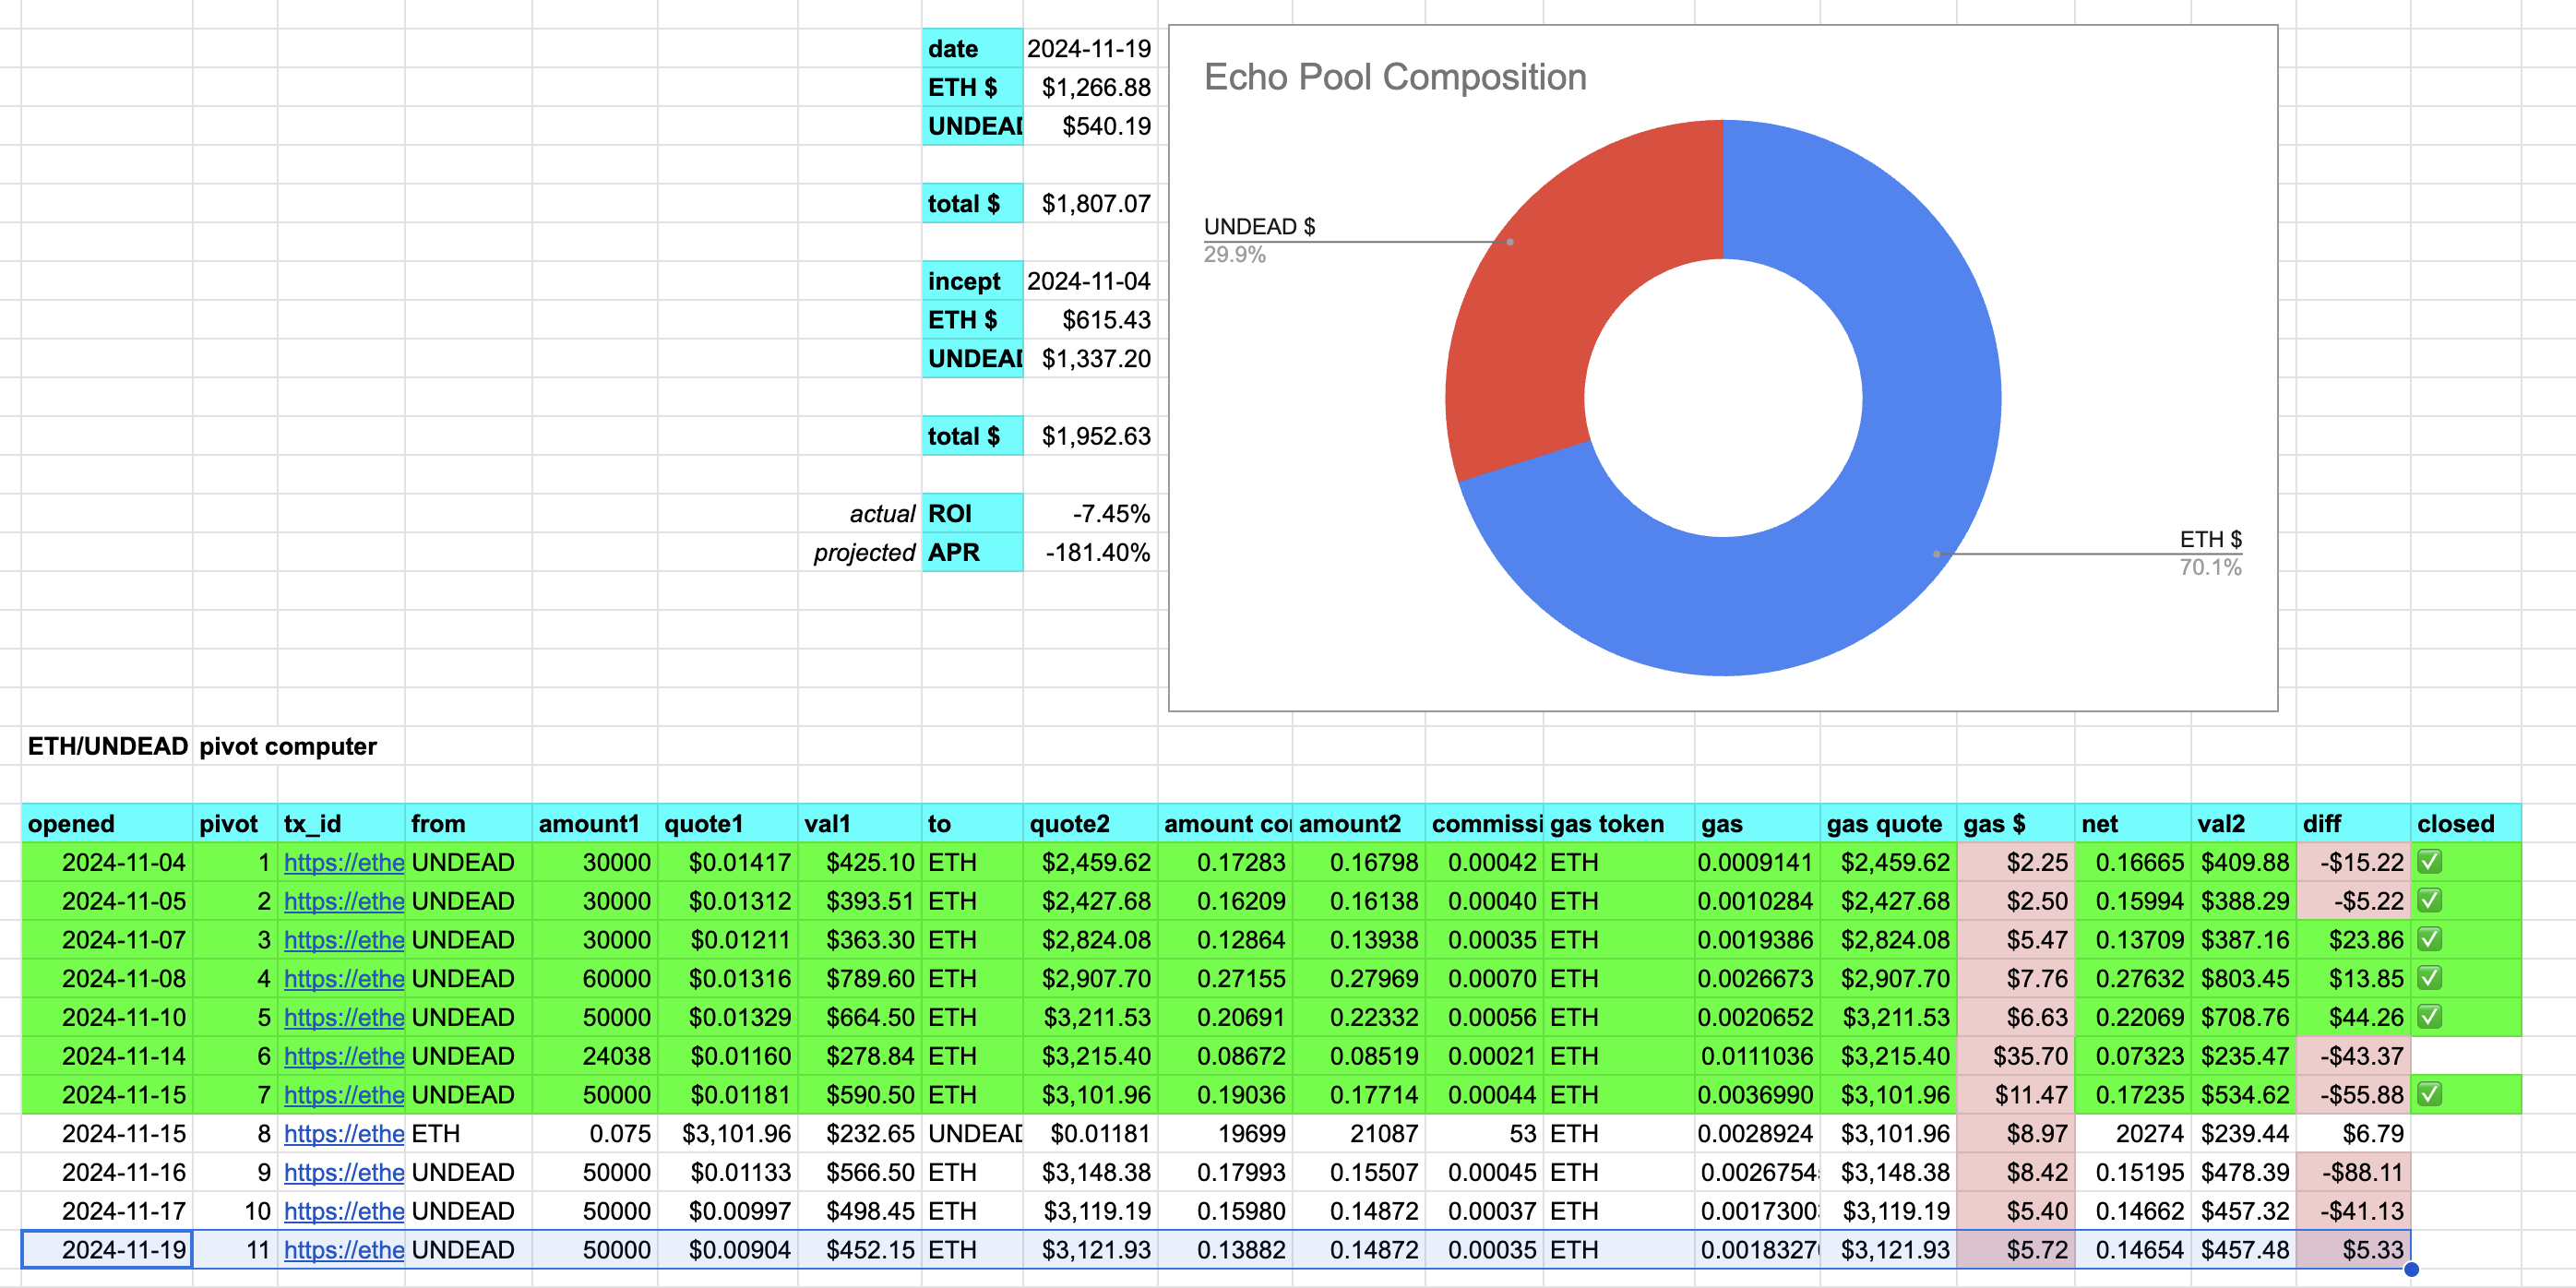 date 2024-11-19
ETH $ $1,266.88
UNDEAD $540.19
total $ $1,807.07
incept 2024-11-04
ETH $ $615.43
UNDEAD $1,337.20
total $ $1,952.63
actual ROI -7.45%
projected APR -181.40%
Echo Pool Composition
UNDEAD $
29.9%
ETH $
70.1%
ETH/UNDEAD pivot computer
opened pivot tx_id from amount1 quote1 val1 to quote2 amount co amount2 commissi gas token gas gas quote gas $ net val2 diff closed
2024-11-04 1 https://ethe UNDEAD 30000 $0.01417 $425.10 ETH $2,459.62 0.17283 0.16798 0.00042 ETH 0.0009141 $2,459.62 $2.25 0.16665 $409.88 -$15.22 ✅
2024-11-05 2 https://ethe UNDEAD 30000 $0.01312 $393.51 ETH $2,427.68 0.16209 0.16138 0.00040 ETH 0.0010284 $2,427.68 $2.50 0.15994 $388.29 -$5.22 ✅
2024-11-07 3 https://ethe UNDEAD 30000 $0.01211 $363.30 ETH $2,824.08 0.12864 0.13938 0.00035 ETH 0.0019386 $2,824.08 $5.47 0.13709 $387.16 $23.86 ✅
2024-11-08 4 https://ethe UNDEAD 60000 $0.01316 $789.60 ETH $2,907.70 0.27155 0.27969 0.00070 ETH 0.0026673 $2,907.70 $7.76 0.27632 $803.45 $13.85 ✅
2024-11-10 5 https://ethe UNDEAD 50000 $0.01329 $664.50 ETH $3,211.53 0.20691 0.22332 0.00056 ETH 0.0020652 $3,211.53 $6.63 0.22069 $708.76 $44.26 ✅
2024-11-14 6 https://ethe UNDEAD 24038 $0.01160 $278.84 ETH $3,215.40 0.08672 0.08519 0.00021 ETH 0.0111036 $3,215.40 $35.70 0.07323 $235.47 -$43.37
2024-11-15 7 https://ethe UNDEAD 50000 $0.01181 $590.50 ETH $3,101.96 0.19036 0.17714 0.00044 ETH 0.0036990 $3,101.96 $11.47 0.17235 $534.62 -$55.88 ✅
2024-11-15 8 https://ethe ETH 0.075 $3,101.96 $232.65 UNDEAD $0.01181 19699 21087 53 ETH 0.0028924 $3,101.96 $8.97 20274 $239.44 $6.79
2024-11-16 9 https://ethe UNDEAD 50000 $0.01133 $566.50 ETH $3,148.38 0.17993 0.15507 0.00045 ETH 0.0026754 $3,148.38 $8.42 0.15195 $478.39 -$88.11
2024-11-17 10 https://ethe UNDEAD 50000 $0.00997 $498.45 ETH $3,119.19 0.15980 0.14872 0.00037 ETH 0.0017300 $3,119.19 $5.40 0.14662 $457.32 -$41.13
2024-11-19 11 https://ethe UNDEAD 50000 $0.00904 $452.15 ETH $3,121.93 0.13882 0.14872 0.00035 ETH 0.0018327 $3,121.93 $5.72 0.14654 $457.48 $5.33